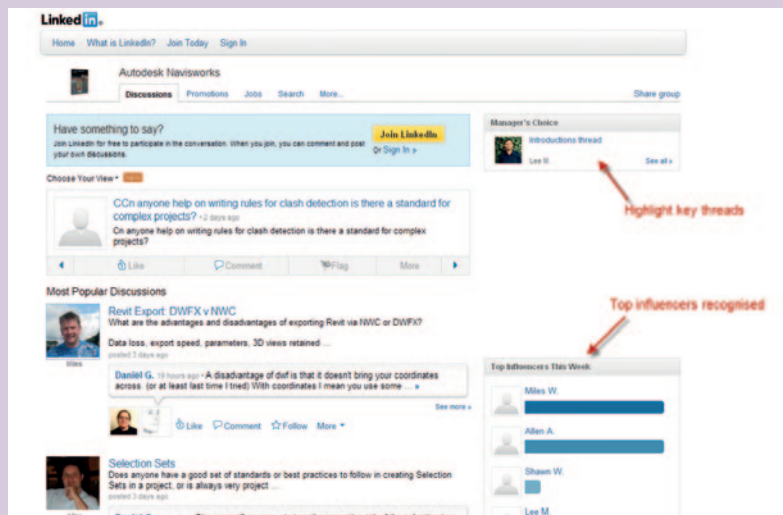 Linked in.
Home What is LinkedIn? Join Today Sign In
Autodesk Navisworks
Discussions Promotions Jobs Search More... Share group
Have something to say?
Join LinkedIn for free to participate in the conversation. When you join, you can comment and post
your own discussions.
Join LinkedIn
Or Sign In »
Manager's Choice
Introductions thread
Lee M. See all »
Highlight key threads
Choose Your View
CCn anyone help on writing rules for clash detection is there a standard for
complex projects? • 2 days ago
Cn anyone help on writing rules for clash detection is there a standard for complex
projects?
Like Comment Flag More
Most Popular Discussions
Revit Export: DWFX v NWC
What are the advantages and disadvantages of exporting Revit via NWC or DWFX?
Data loss, export speed, parameters, 3D views retained ...
posted 3 days ago
Miles
Daniel G. 19 hours ago • A disadvantage of dwf is that it doesn't bring your coordinates
across. (or at least last time I tried) With coordinates I mean you use some ... »
See more »
Like Comment Follow More
Top influencers recognised
Top Influencers This Week
Miles W.
Allen A.
Shawn W.
Lee M.
Selection Sets
Does anyone have a good set of standards or best practices to follow in creating Selection
Sets in a project, or is always very project ...
posted 3 days ago